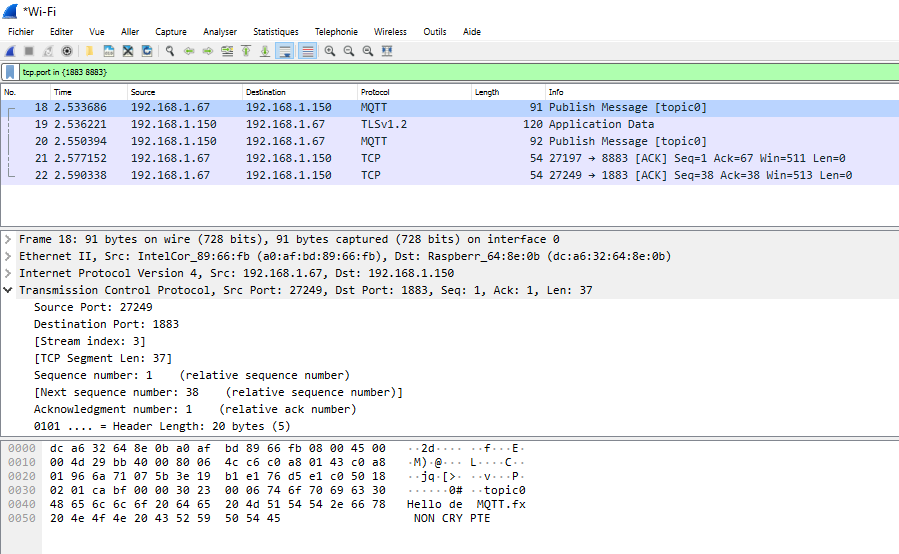 *Wi-Fi
Fichier Editer Vue Aller Capture Analyser Statistiques Telephonie Wireless Outils Aide
tcp.port in {1883 8883}
No. Time Source Destination Protocol Length Info
18 2.533686 192.168.1.67 192.168.1.150 MQTT 91 Publish Message [topic0]
19 2.536221 192.168.1.150 192.168.1.67 TLSv1.2 120 Application Data
20 2.550394 192.168.1.150 192.168.1.67 MQTT 92 Publish Message [topic0]
21 2.577152 192.168.1.67 192.168.1.150 TCP 54 27197 → 8883 [ACK] Seq=1 Ack=67 Win=511 Len=0
22 2.590338 192.168.1.67 192.168.1.150 TCP 54 27249 → 1883 [ACK] Seq=38 Ack=38 Win=513 Len=0
Frame 18: 91 bytes on wire (728 bits), 91 bytes captured (728 bits) on interface 0
Ethernet II, Src: IntelCor_89:66:fb (a0:af:bd:89:66:fb), Dst: Raspberr_64:8e:0b (dc:a6:32:64:8e:0b)
Internet Protocol Version 4, Src: 192.168.1.67, Dst: 192.168.1.150
Transmission Control Protocol, Src Port: 27249, Dst Port: 1883, Seq: 1, Ack: 1, Len: 37
Source Port: 27249
Destination Port: 1883
[Stream index: 3]
[TCP Segment Len: 37]
Sequence number: 1 (relative sequence number)
[Next sequence number: 38 (relative sequence number)]
Acknowledgment number: 1 (relative ack number)
0101 .... = Header Length: 20 bytes (5)
0000 dc a6 32 64 8e 0b a0 af bd 89 66 fb 08 00 45 00 ··2d···· ··f···E·
0010 00 4d 29 bb 40 00 80 06 4c c6 c0 a8 01 43 c0 a8 ·M)·@··· L····C··
0020 01 96 6a 71 07 5b 3e 19 b1 e1 76 d5 e1 c0 50 18 ··jq·[>· ··v···P·
0030 02 01 ca bf 00 00 30 23 00 06 74 6f 70 69 63 30 ······0# ··topic0
0040 48 65 6c 6c 6f 20 64 65 20 4d 51 54 54 2e 66 78 Hello de MQTT.fx
0050 20 4e 4f 4e 20 43 52 59 50 54 45 NON CRY PTE